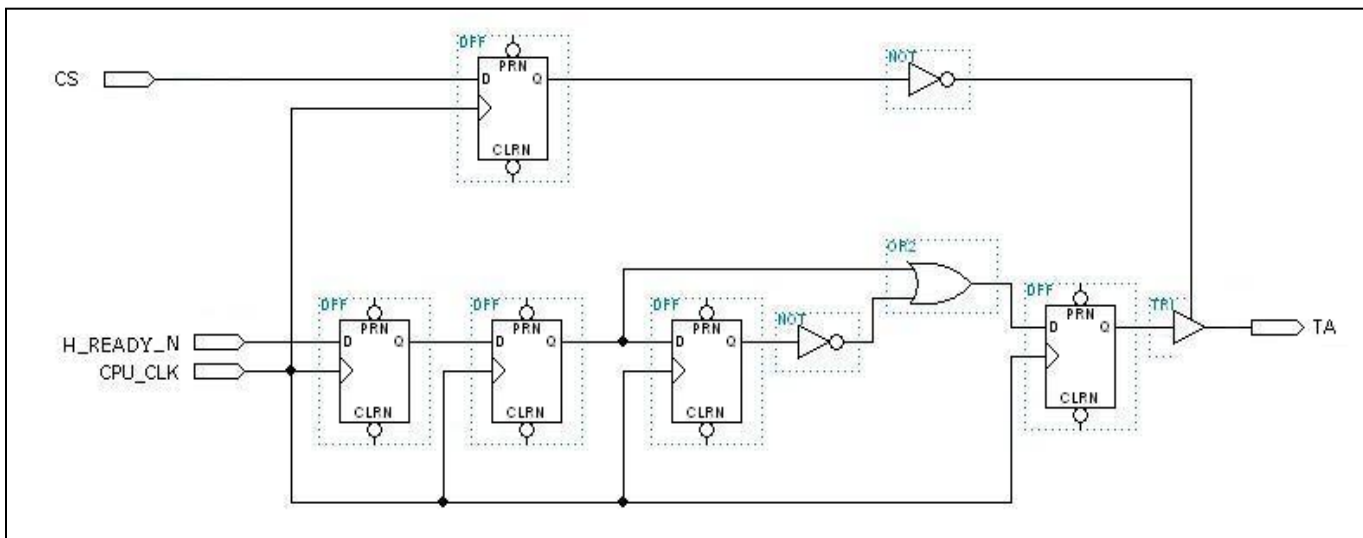 DFF
PRN
D Q
CLRN
CS
NOT
OR2
DFF
PRN
D Q
CLRN
DFF
PRN
D Q
CLRN
DFF
PRN
D Q
CLRN
NOT
DFF
PRN
D Q
CLRN
TRI
TA
H_READY_N
CPU_CLK